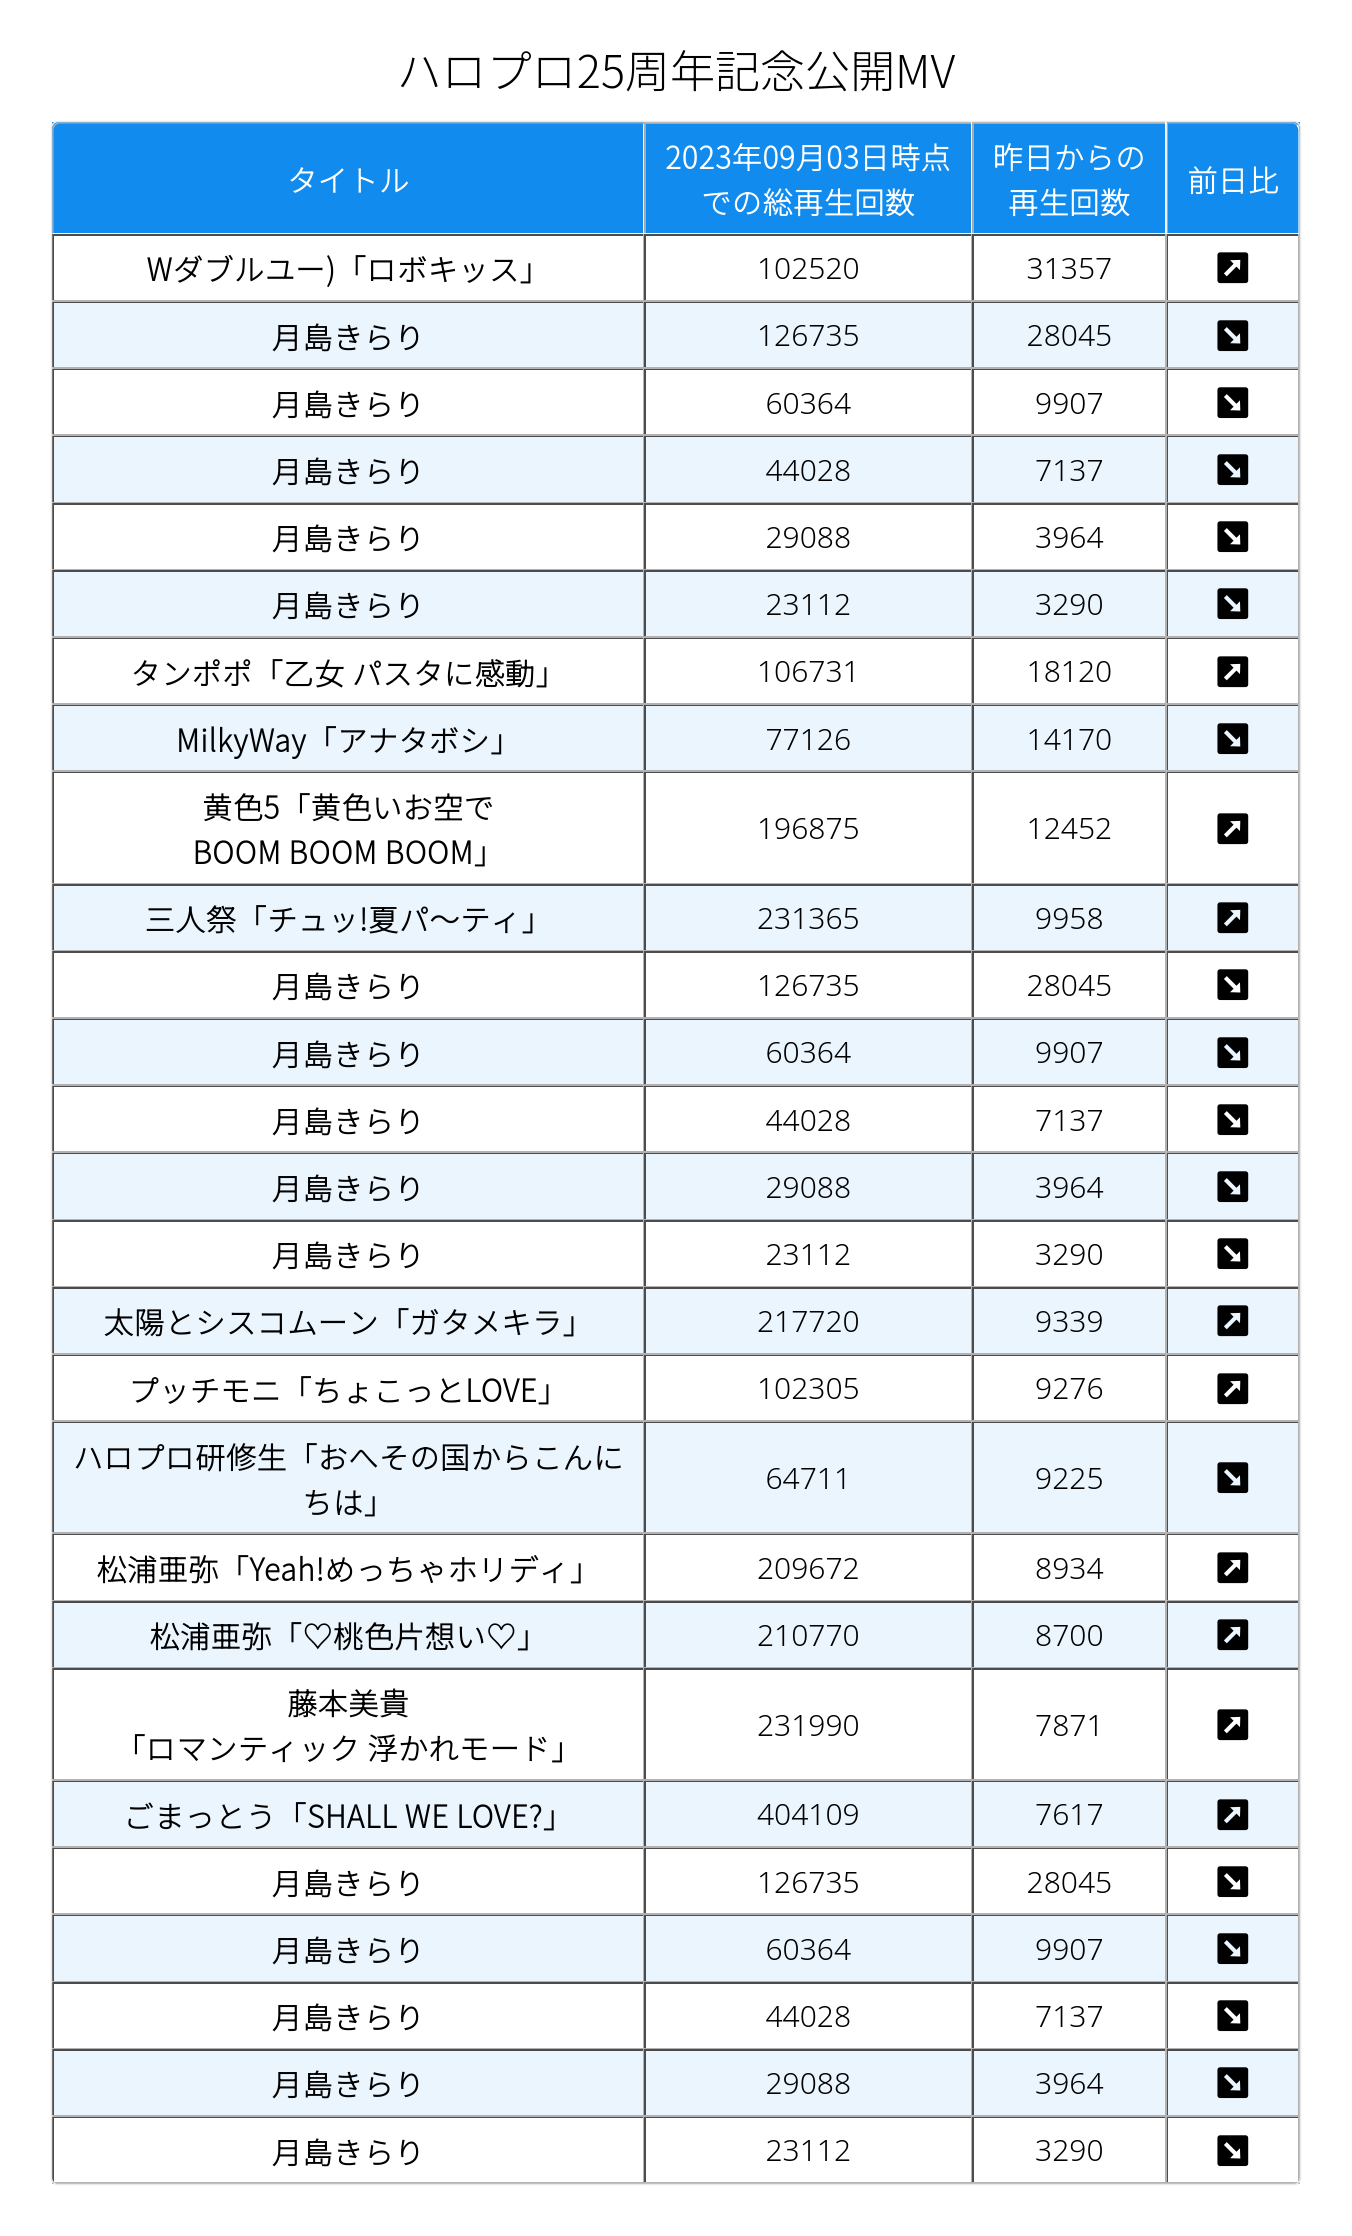 ハロプロ25周年記念公開MV
タイトル
2023年09月03日時点
での総再生回数
昨日からの
再生回数
前日比
Wダブルユー)「ロボキッス」 102520 31357 ↗
月島きらり 126735 28045 ↘
月島きらり 60364 9907 ↘
月島きらり 44028 7137 ↘
月島きらり 29088 3964 ↘
月島きらり 23112 3290 ↘
タンポポ「乙女 パスタに感動」 106731 18120 ↗
MilkyWay「アナタボシ」 77126 14170 ↘
黄色5「黄色いお空で
BOOM BOOM BOOM」 196875 12452 ↗
三人祭「チュッ!夏パ〜ティ」 231365 9958 ↗
月島きらり 126735 28045 ↘
月島きらり 60364 9907 ↘
月島きらり 44028 7137 ↘
月島きらり 29088 3964 ↘
月島きらり 23112 3290 ↘
太陽とシスコムーン「ガタメキラ」 217720 9339 ↗
プッチモニ「ちょこっとLOVE」 102305 9276 ↗
ハロプロ研修生「おへその国からこんに
ちは」 64711 9225 ↘
松浦亜弥「Yeah!めっちゃホリディ」 209672 8934 ↗
松浦亜弥「♡桃色片想い♡」 210770 8700 ↗
藤本美貴
「ロマンティック 浮かれモード」 231990 7871 ↗
ごまっとう「SHALL WE LOVE?」 404109 7617 ↗
月島きらり 126735 28045 ↘
月島きらり 60364 9907 ↘
月島きらり 44028 7137 ↘
月島きらり 29088 3964 ↘
月島きらり 23112 3290 ↘